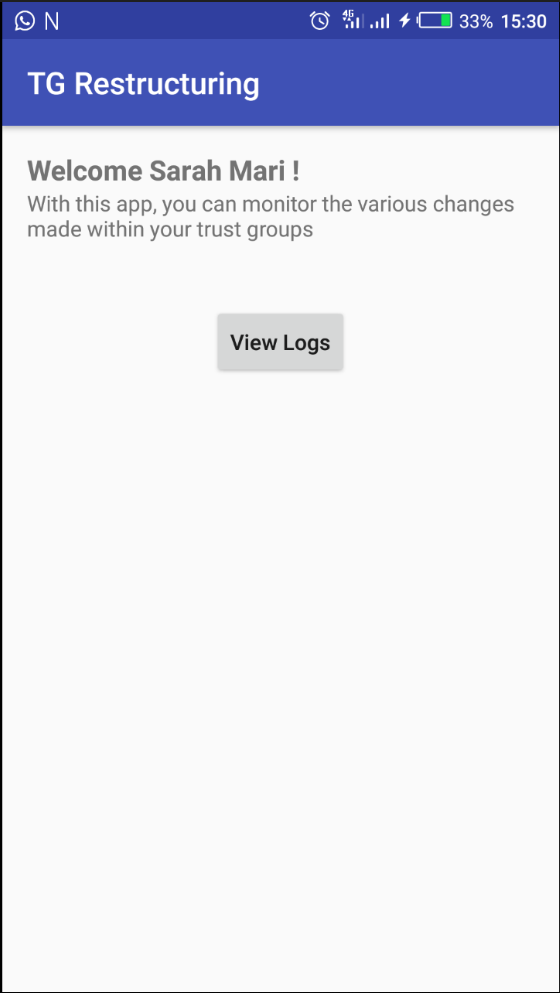 N 4G 33% 15:30
TG Restructuring
Welcome Sarah Mari !
With this app, you can monitor the various changes
made within your trust groups
View Logs